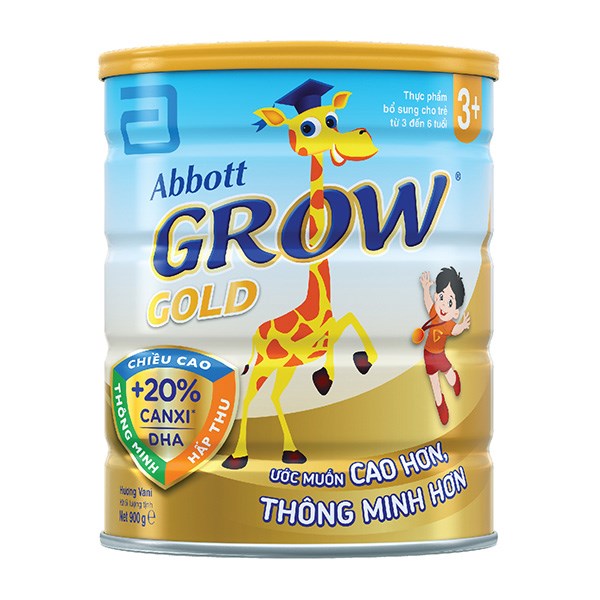 Thực phẩm
bổ sung cho trẻ
từ 3 đến 6 tuổi
3+
Abbott
GROW®
GOLD
CHIỀU CAO
THÔNG MINH
HẤP THU
+20%
CANXI*
DHA
ƯỚC MUỐN CAO HƠN,
THÔNG MINH HƠN
Hương Vani
Net 900g e